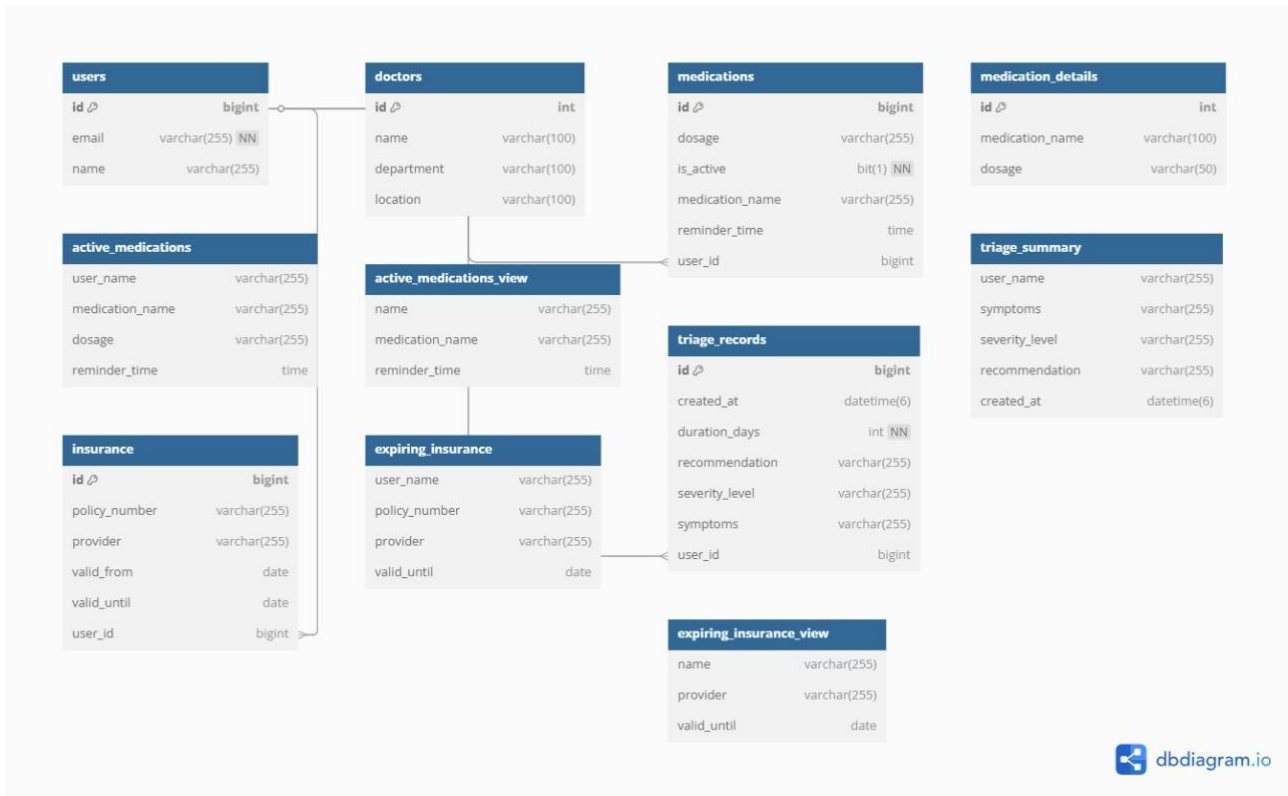 users
id bigint
email varchar(255) NN
name varchar(255)
doctors
id int
name varchar(100)
department varchar(100)
location varchar(100)
medications
id bigint
dosage varchar(255)
is_active bit(1) NN
medication_name varchar(255)
reminder_time time
user_id bigint
medication_details
id int
medication_name varchar(100)
dosage varchar(50)
active_medications
user_name varchar(255)
medication_name varchar(255)
dosage varchar(255)
reminder_time time
active_medications_view
name varchar(255)
medication_name varchar(255)
reminder_time time
triage_records
id bigint
created_at datetime(6)
duration_days int NN
recommendation varchar(255)
severity_level varchar(255)
symptoms varchar(255)
user_id bigint
triage_summary
user_name varchar(255)
symptoms varchar(255)
severity_level varchar(255)
recommendation varchar(255)
created_at datetime(6)
insurance
id bigint
policy_number varchar(255)
provider varchar(255)
valid_from date
valid_until date
user_id bigint
expiring_insurance
user_name varchar(255)
policy_number varchar(255)
provider varchar(255)
valid_until date
expiring_insurance_view
name varchar(255)
provider varchar(255)
valid_until date
dbdiagram.io